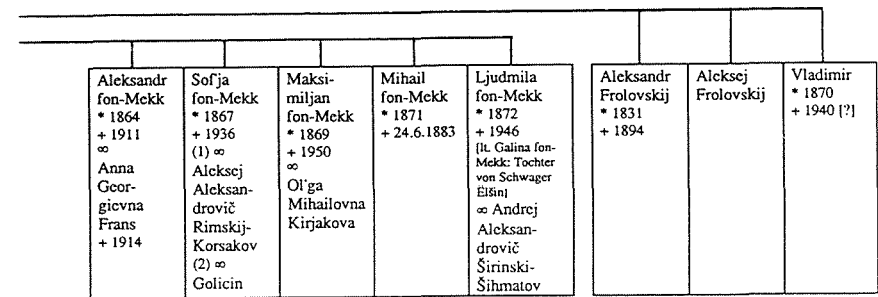 Aleksandr
fon-Mekk
* 1864
+ 1911
∞
Anna
Geor-
gievna
Frans
+ 1914
Sof'ja
fon-Mekk
* 1867
+ 1936
(1) ∞
Aleksej
Aleksan-
drovič
Rimskij-
Korsakov
(2) ∞
Golicin
Maksi-
miljan
fon-Mekk
* 1869
+ 1950
∞
Ol'ga
Mihailovna
Kirjakova
Mihail
fon-Mekk
* 1871
+ 24.6.1883
Ljudmila
fon-Mekk
* 1872
+ 1946
[lt. Galina fon-
Mekk: Tochter
von Schwager
Ëlšin]
∞ Andrej
Aleksan-
drovič
Širinski-
Šihmatov
Aleksandr
Frolovskij
* 1831
+ 1894
Aleksej
Frolovskij
Vladimir
* 1870
+ 1940 [?]